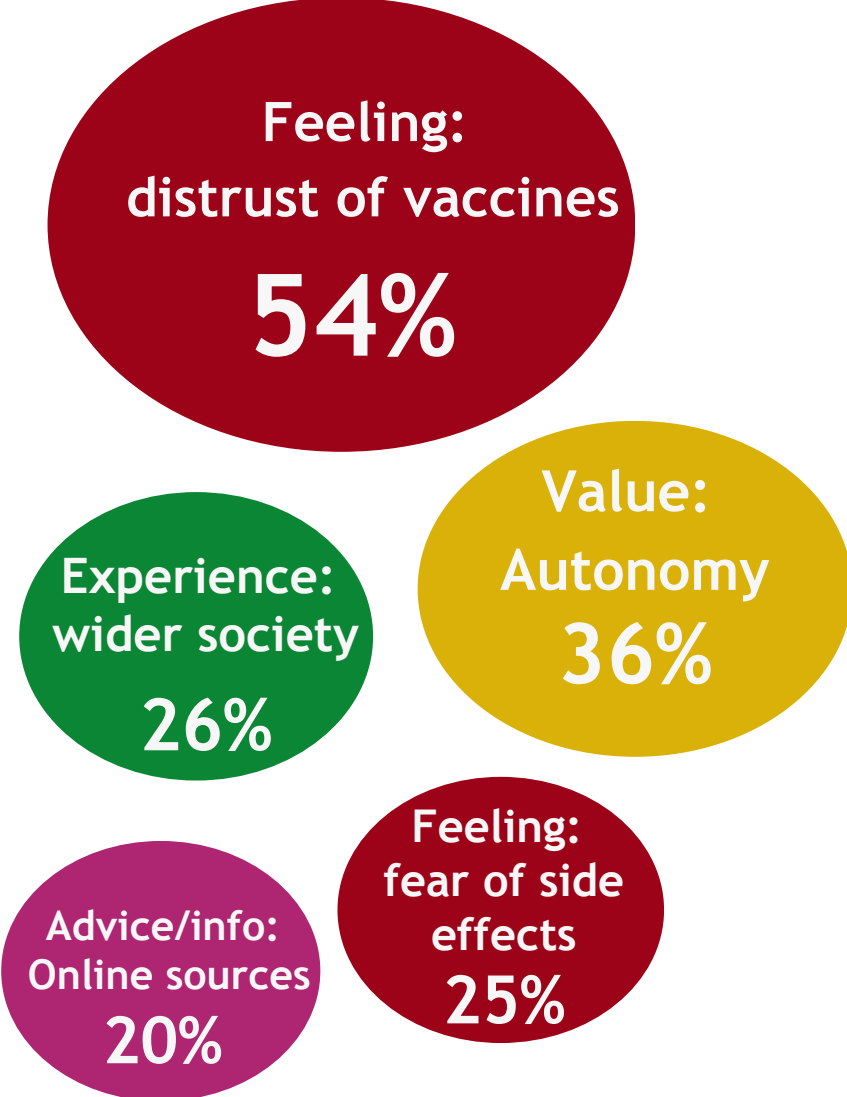 Feeling:
distrust of vaccines
54%
Value:
Autonomy
36%
Experience:
wider society
26%
Feeling:
fear of side
effects
25%
Advice/info:
Online sources
20%